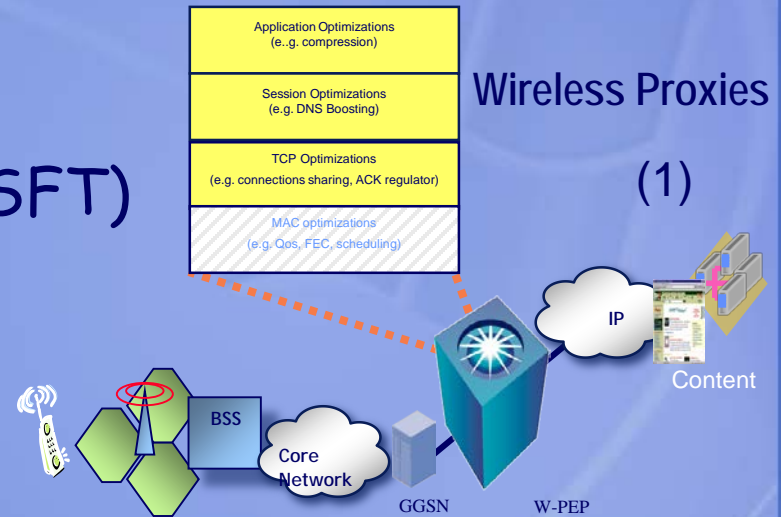 Application Optimizations
(e..g. compression)
Session Optimizations
(e.g. DNS Boosting)
TCP Optimizations
(e.g. connections sharing, ACK regulator)
MAC optimizations
(e.g. Qos, FEC, scheduling)
Wireless Proxies
(1)
SFT)
IP
Content
BSS
Core
Network
GGSN
W-PEP